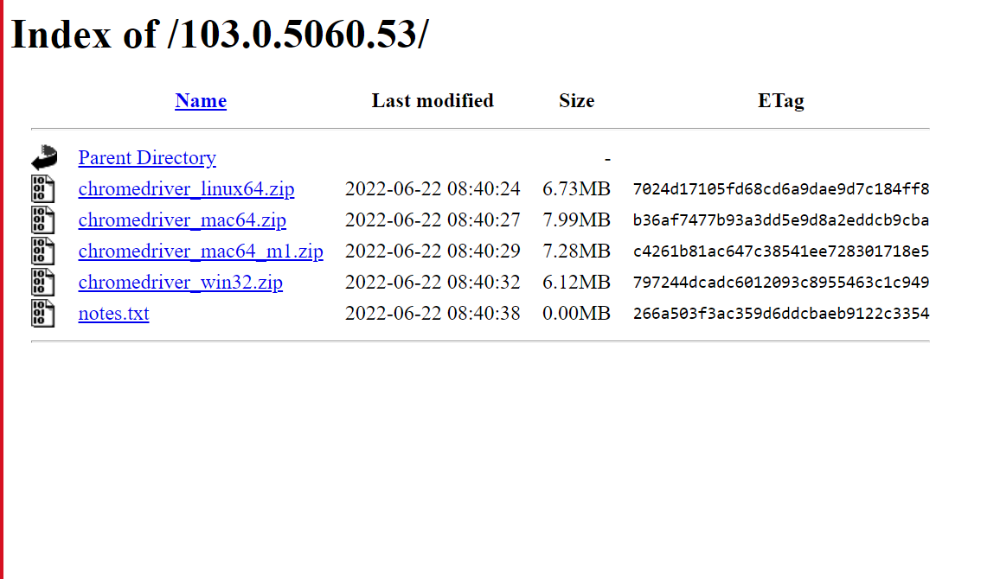 Index of /103.0.5060.53/
Name Last modified Size ETag
Parent Directory -
chromedriver_linux64.zip 2022-06-22 08:40:24 6.73MB 7024d17105fd68cd6a9dae9d7c184ff8
chromedriver_mac64.zip 2022-06-22 08:40:27 7.99MB b36af7477b93a3dd5e9d8a2eddcb9cba
chromedriver_mac64_m1.zip 2022-06-22 08:40:29 7.28MB c4261b81ac647c38541ee728301718e5
chromedriver_win32.zip 2022-06-22 08:40:32 6.12MB 797244dcadc6012093c8955463c1c949
notes.txt 2022-06-22 08:40:38 0.00MB 266a503f3ac359d6ddcbaeb9122c3354